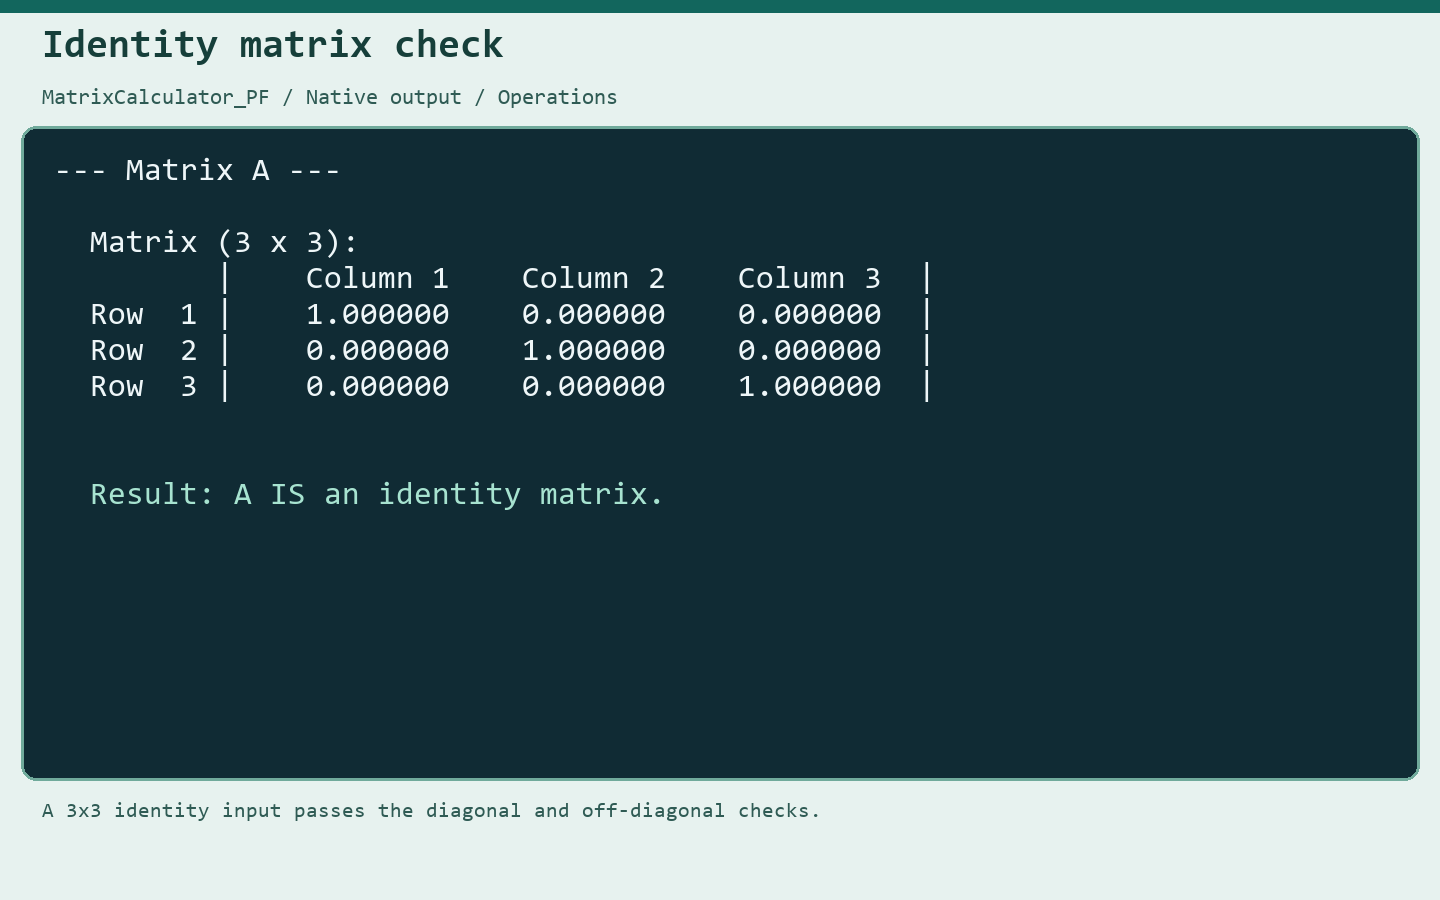 Identity matrix check
MatrixCalculator_PF / Native output / Operations
--- Matrix A ---
Matrix (3 x 3):
| Column 1 Column 2 Column 3 |
Row 1 | 1.000000 0.000000 0.000000 |
Row 2 | 0.000000 1.000000 0.000000 |
Row 3 | 0.000000 0.000000 1.000000 |
Result: A IS an identity matrix.
A 3x3 identity input passes the diagonal and off-diagonal checks.